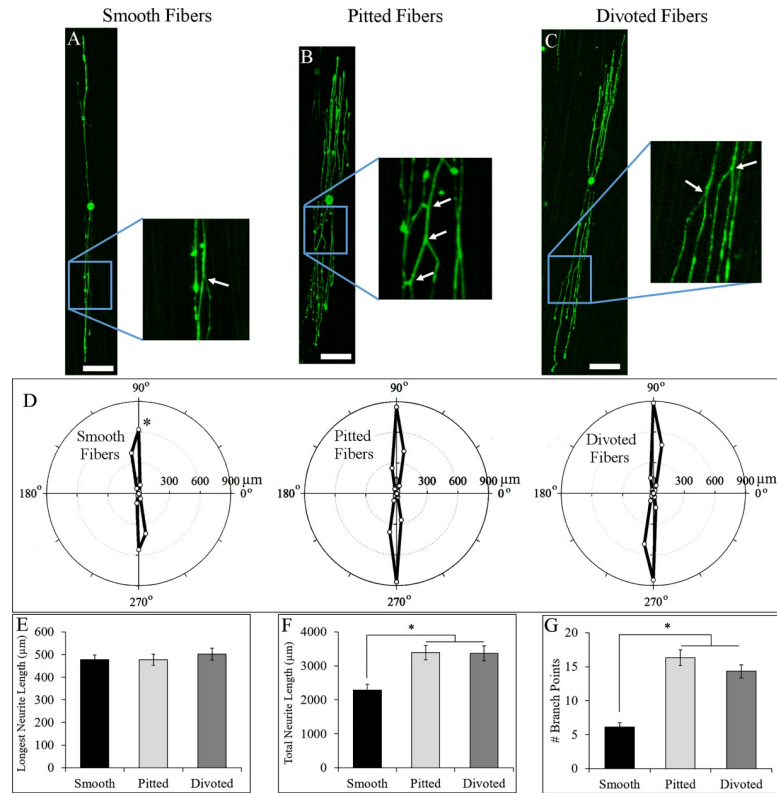 Smooth Fibers Pitted Fibers Divoted Fibers
A B C
D
90° 90° 90°
*
Smooth Fibers
Pitted Fibers
Divoted Fibers
180° 300 600 900 μm 0°
180° 300 600 900 μm 0°
180° 300 600 900 μm 0°
270° 270° 270°
E
Longest Neurite Length (μm)
600
500
400
300
200
100
0
Smooth Pitted Divoted
F
Total Neurite Length (μm)
4000
3000
2000
1000
0
*
Smooth Pitted Divoted
G
# Branch Points
20
15
10
5
0
*
Smooth Pitted Divoted